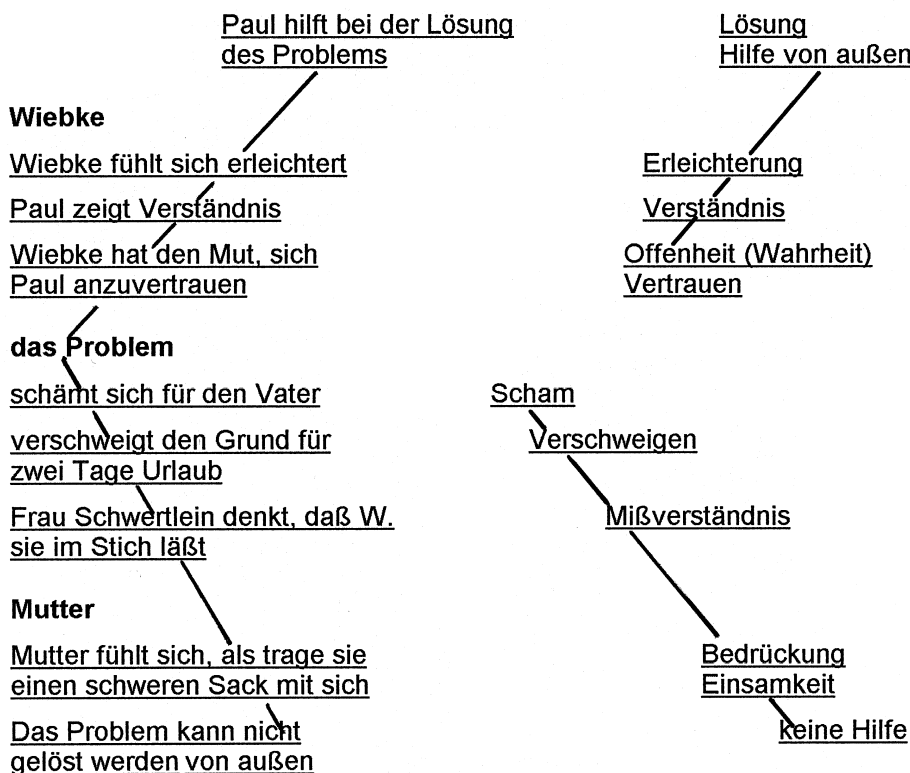 Paul hilft bei der Lösung
des Problems
Lösung
Hilfe von außen
Wiebke
Wiebke fühlt sich erleichtert
Erleichterung
Paul zeigt Verständnis
Verständnis
Wiebke hat den Mut, sich
Paul anzuvertrauen
Offenheit (Wahrheit)
Vertrauen
das Problem
schämt sich für den Vater
Scham
verschweigt den Grund für
zwei Tage Urlaub
Verschweigen
Frau Schwertlein denkt, daß W.
sie im Stich läßt
Mißverständnis
Mutter
Mutter fühlt sich, als trage sie
einen schweren Sack mit sich
Bedrückung
Einsamkeit
Das Problem kann nicht
gelöst werden von außen
keine Hilfe